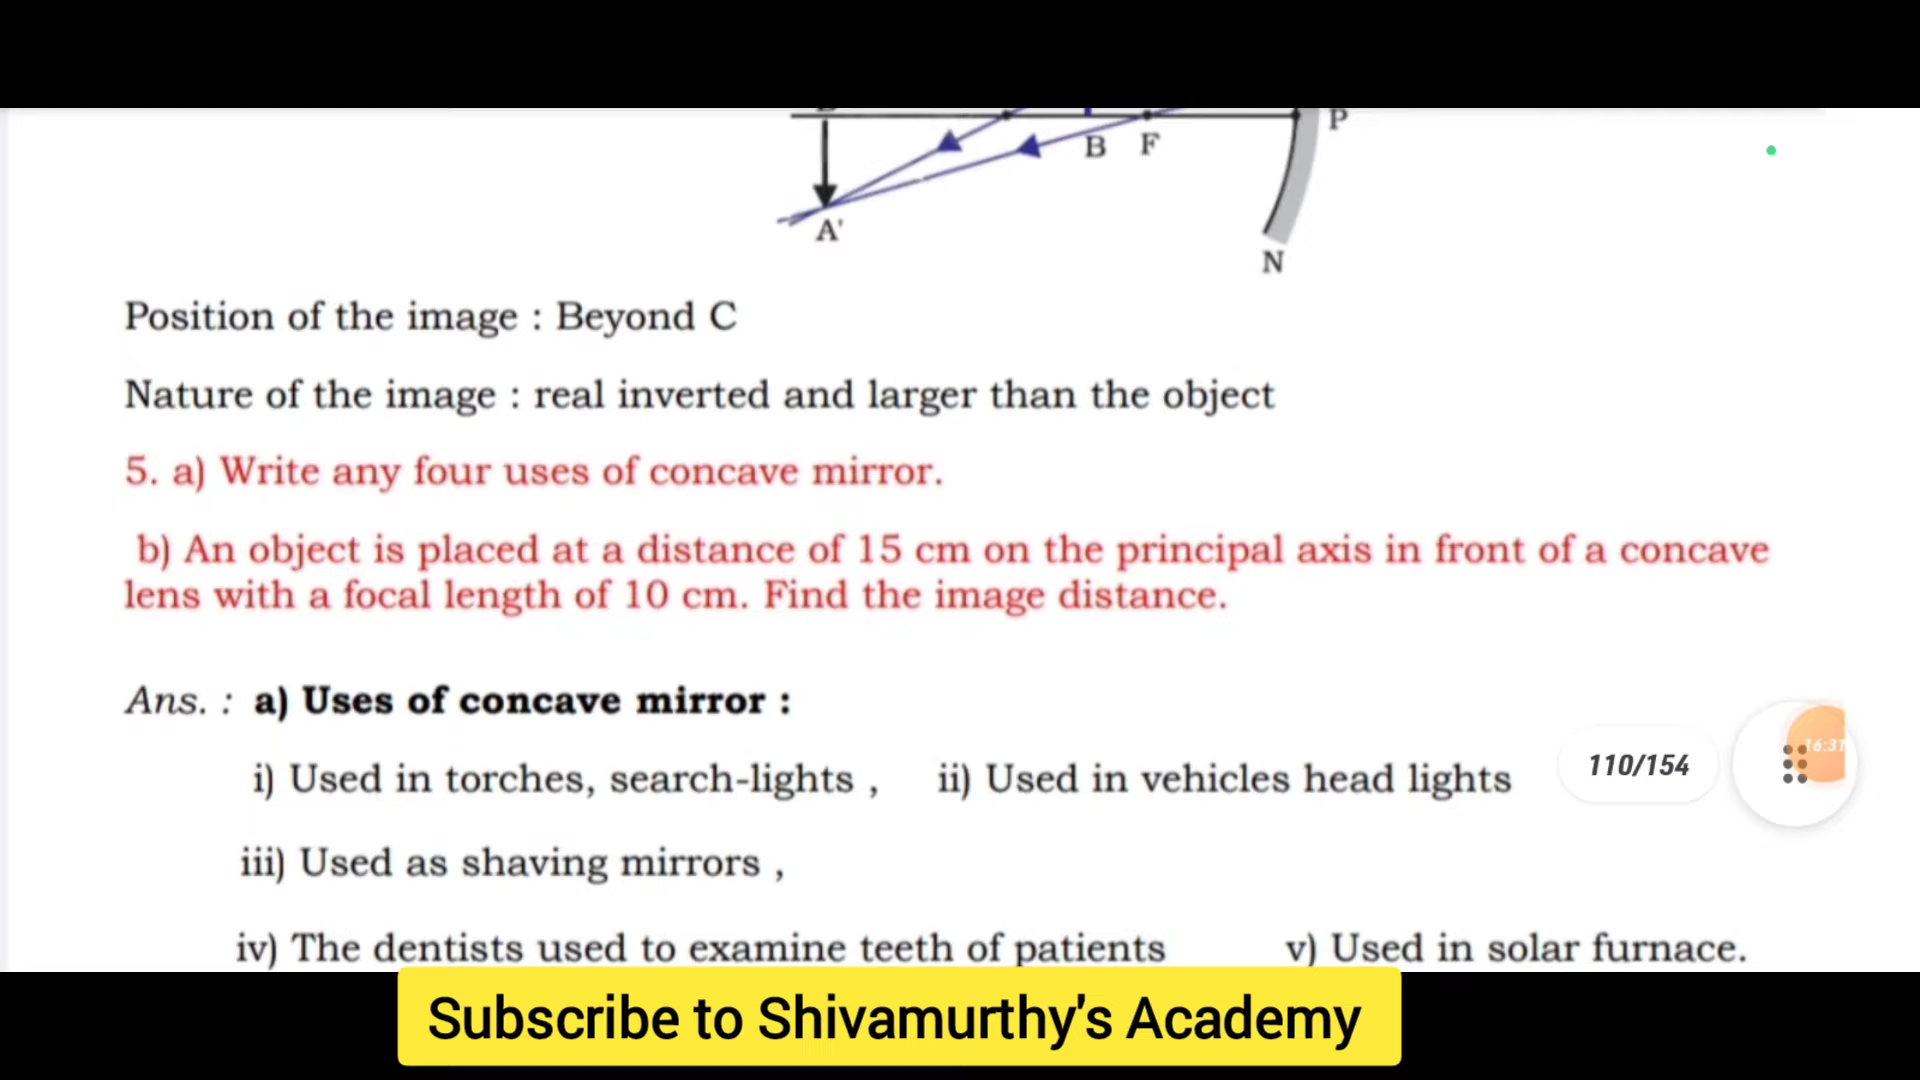 P
B F
A'
N
Position of the image : Beyond C
Nature of the image : real inverted and larger than the object
5. a) Write any four uses of concave mirror.
b) An object is placed at a distance of 15 cm on the principal axis in front of a concave
lens with a focal length of 10 cm. Find the image distance.
Ans. : a) Uses of concave mirror :
i) Used in torches, search-lights , ii) Used in vehicles head lights
110/154
16:31
iii) Used as shaving mirrors ,
iv) The dentists used to examine teeth of patients v) Used in solar furnace.
Subscribe to Shivamurthy's Academy